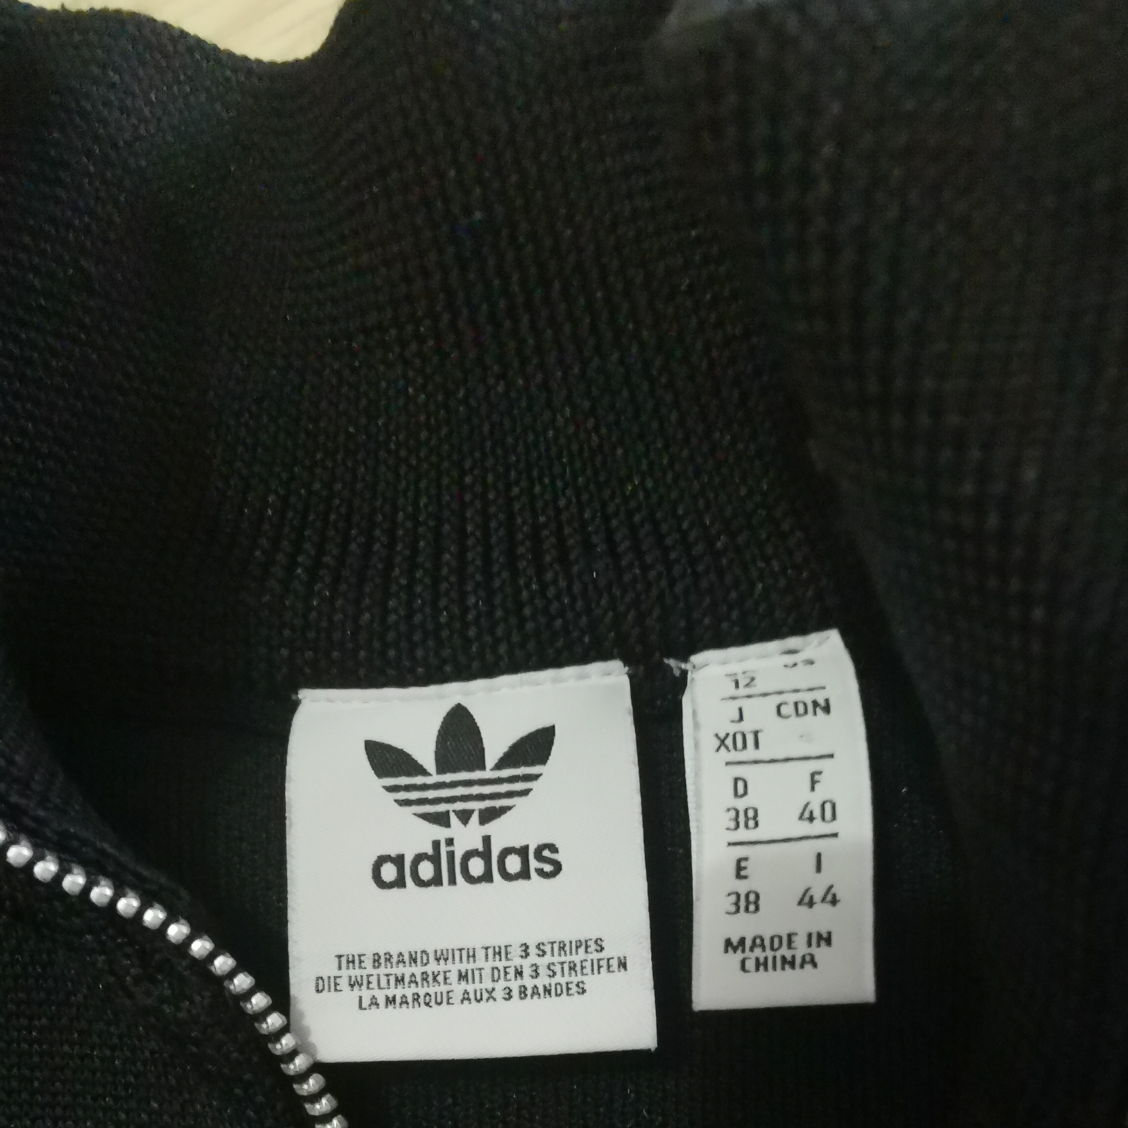 adidas
THE BRAND WITH THE 3 STRIPES
DIE WELTMARKE MIT DEN 3 STREIFEN
LA MARQUE AUX 3 BANDES
12
J CDN
XOT
D F
38 40
E I
38 44
MADE IN
CHINA